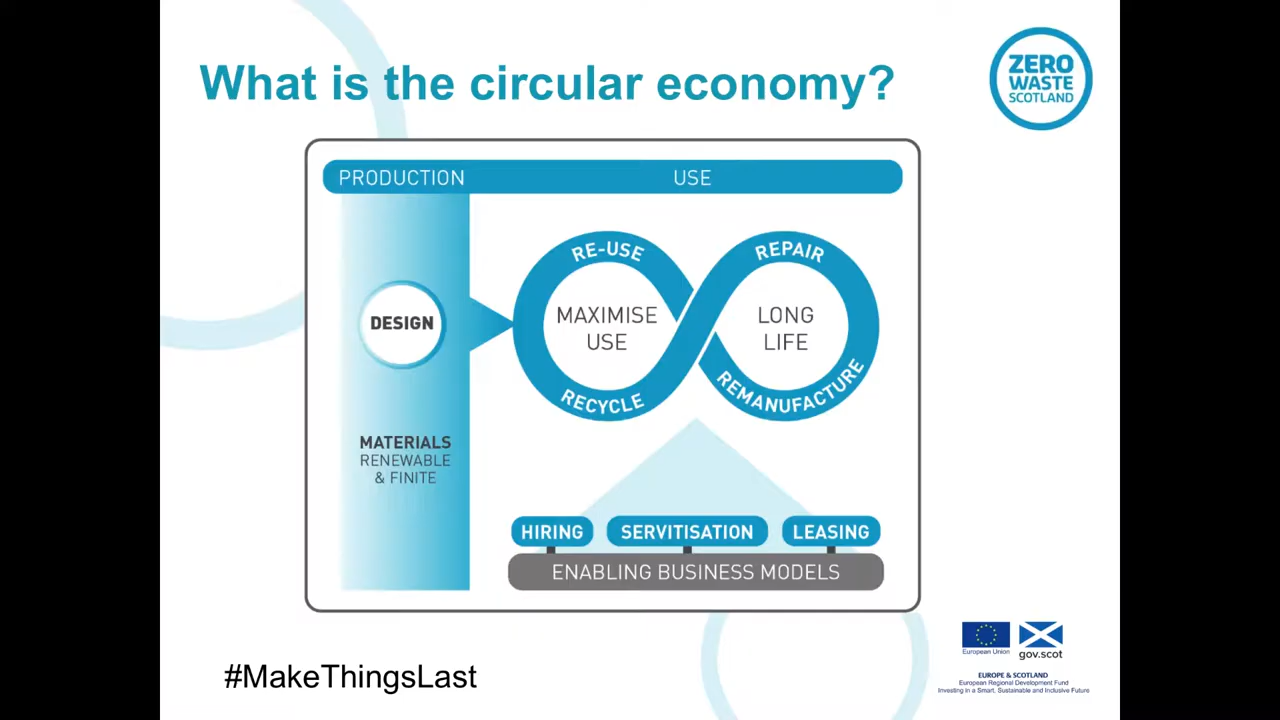 What is the circular economy?
ZERO
WASTE
SCOTLAND
PRODUCTION
USE
DESIGN
MATERIALS
RENEWABLE
& FINITE
RE-USE
MAXIMISE
USE
RECYCLE
REPAIR
LONG
LIFE
REMANUFACTURE
HIRING
SERVITISATION
LEASING
ENABLING BUSINESS MODELS
#MakeThingsLast
European Union
gov.scot
EUROPE & SCOTLAND
European Regional Development Fund
Investing in a Smart, Sustainable and Inclusive Future